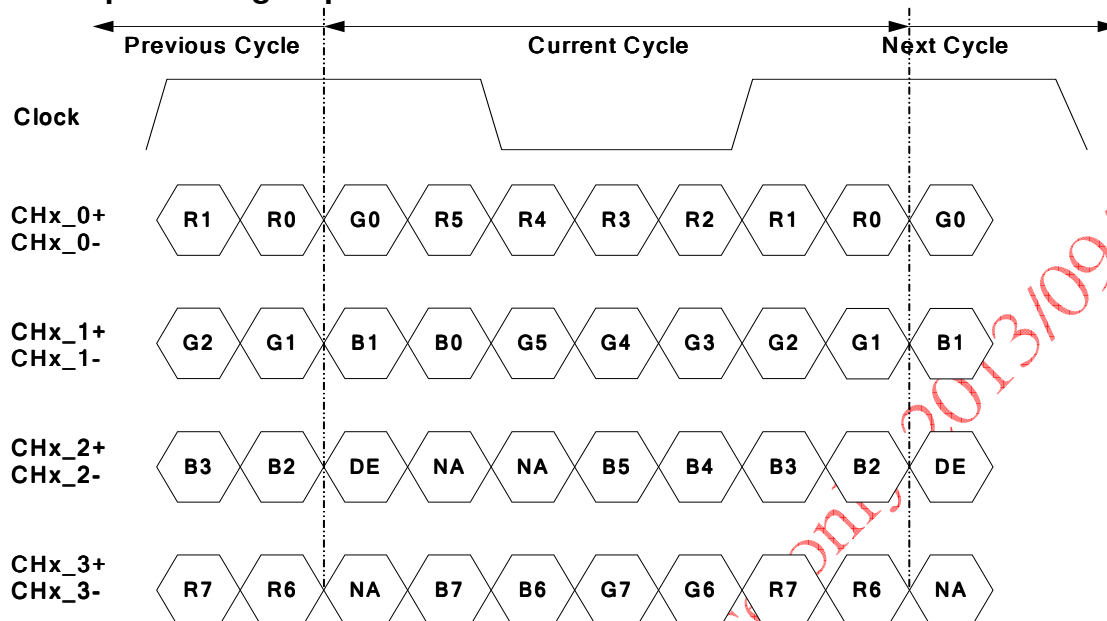 Previous Cycle Current Cycle Next Cycle
Clock
CHx_0+
CHx_0-
R1 R0 G0 R5 R4 R3 R2 R1 R0 G0
CHx_1+
CHx_1-
G2 G1 B1 B0 G5 G4 G3 G2 G1 B1
CHx_2+
CHx_2-
B3 B2 DE NA NA B5 B4 B3 B2 DE
CHx_3+
CHx_3-
R7 R6 NA B7 B6 G7 G6 R7 R6 NA
only 2013/09